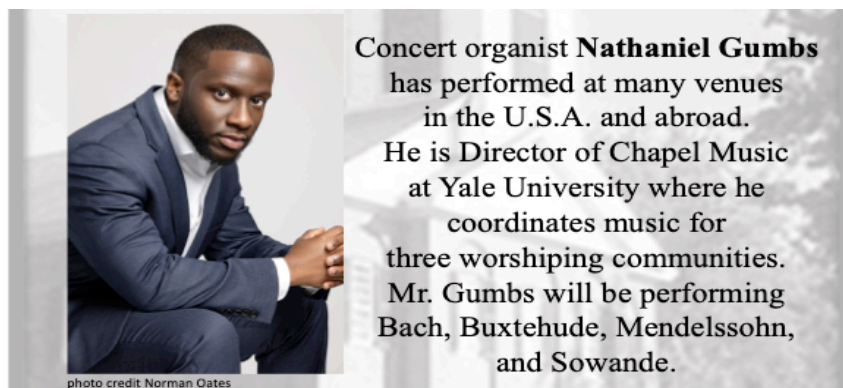 Concert organist Nathaniel Gumbs
has performed at many venues
in the U.S.A. and abroad.
He is Director of Chapel Music
at Yale University where he
coordinates music for
three worshiping communities.
Mr. Gumbs will be performing
Bach, Buxtehude, Mendelssohn,
and Sowande.
photo credit Norman Oates